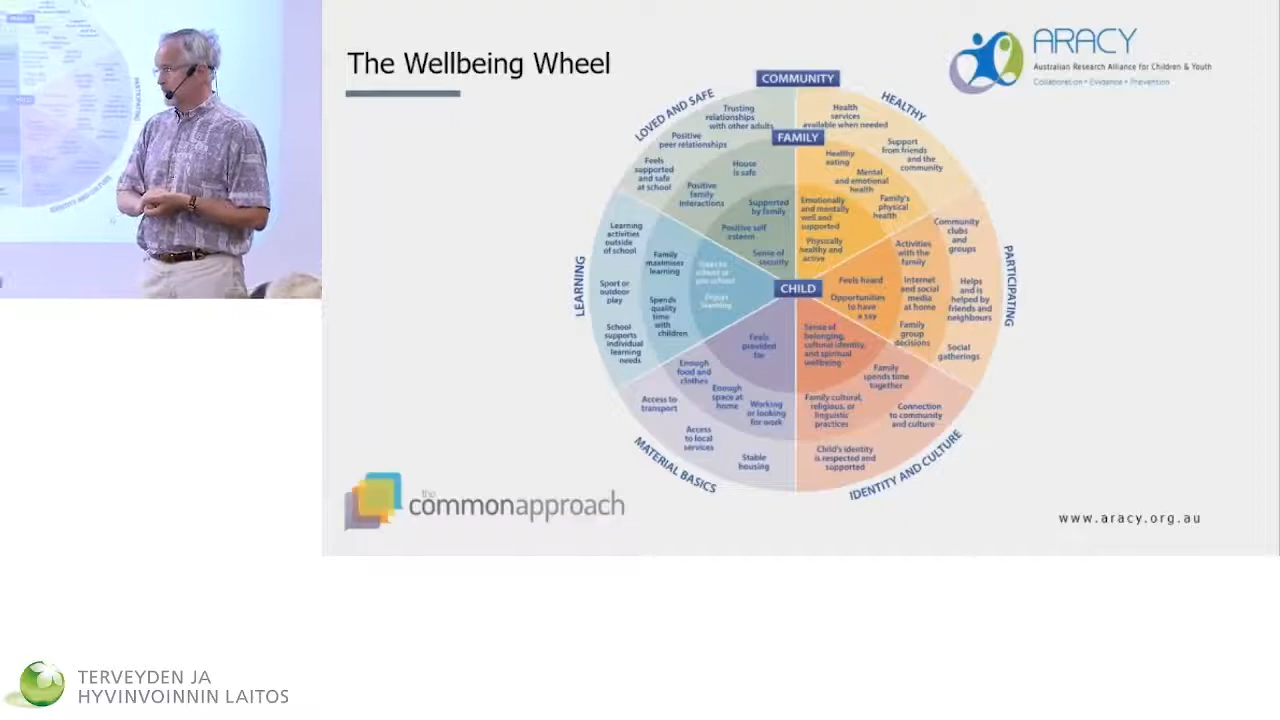 The Wellbeing Wheel
ARACY
Australian Research Alliance for Children & Youth
Collaboration • Evidence • Prevention
COMMUNITY
FAMILY
CHILD
LOVED AND SAFE
Trusting
relationships
with other adults
Positive
peer relationships
Feels
supported
and safe
at school
House
is safe
Positive
family
interactions
Supported
by family
Positive self
esteem
Sense of
security
HEALTHY
Health
services
available when needed
Support
from friends
and the
community
Healthy
eating
Mental
and emotional
health
Family's
physical
health
Emotionally
and mentally
well and
supported
Physically
healthy and
active
PARTICIPATING
Community
clubs
and
groups
Helps
and is
helped by
friends and
neighbours
Social
gatherings
Activities
with the
family
Internet
and social
media
at home
Family
group
decisions
Feels heard
Opportunities
to have
a say
IDENTITY AND CULTURE
Sense of
belonging,
cultural identity,
and spiritual
wellbeing
Family
spends time
together
Family cultural,
religious, or
linguistic
practices
Connection
to community
and culture
Child's identity
is respected and
supported
MATERIAL BASICS
Feels
provided
for
Enough
food and
clothes
Enough
space at
home
Working
or looking
for work
Access to
transport
Access
to local
services
Stable
housing
LEARNING
Learning
activities
outside
of school
Sport or
outdoor
play
School
supports
individual
learning
needs
Family
maximises
learning
Spends
quality
time
with
children
Enjoys
learning
the
commonapproach
www.aracy.org.au
TERVEYDEN JA
HYVINVOINNIN LAITOS